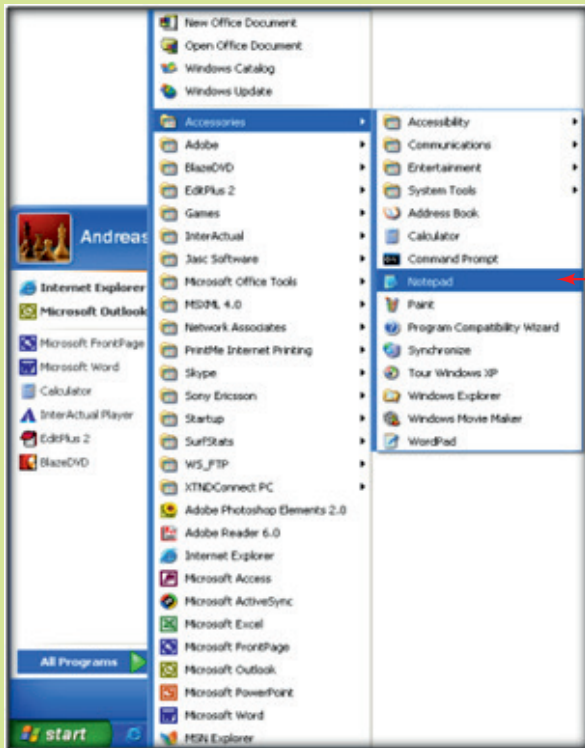 New Office Document
Open Office Document
Windows Catalog
Windows Update
Accessories
Adobe
BlazeDVD
EditPlus 2
Games
InterActual
Jasc Software
Microsoft Office Tools
MSXML 4.0
Network Associates
PrintMe Internet Printing
Skype
Sony Ericsson
Startup
SurfStats
WS_FTP
XTNDConnect PC
Adobe Photoshop Elements 2.0
Adobe Reader 6.0
Internet Explorer
Microsoft Access
Microsoft ActiveSync
Microsoft Excel
Microsoft FrontPage
Microsoft Outlook
Microsoft PowerPoint
Microsoft Word
MSN Explorer
Accessibility
Communications
Entertainment
System Tools
Address Book
Calculator
Command Prompt
Notepad
Paint
Program Compatibility Wizard
Synchronize
Tour Windows XP
Windows Explorer
Windows Movie Maker
WordPad
Andreas
Internet Explorer
Microsoft Outlook
Microsoft FrontPage
Microsoft Word
Calculator
InterActual Player
EditPlus 2
BlazeDVD
All Programs
start